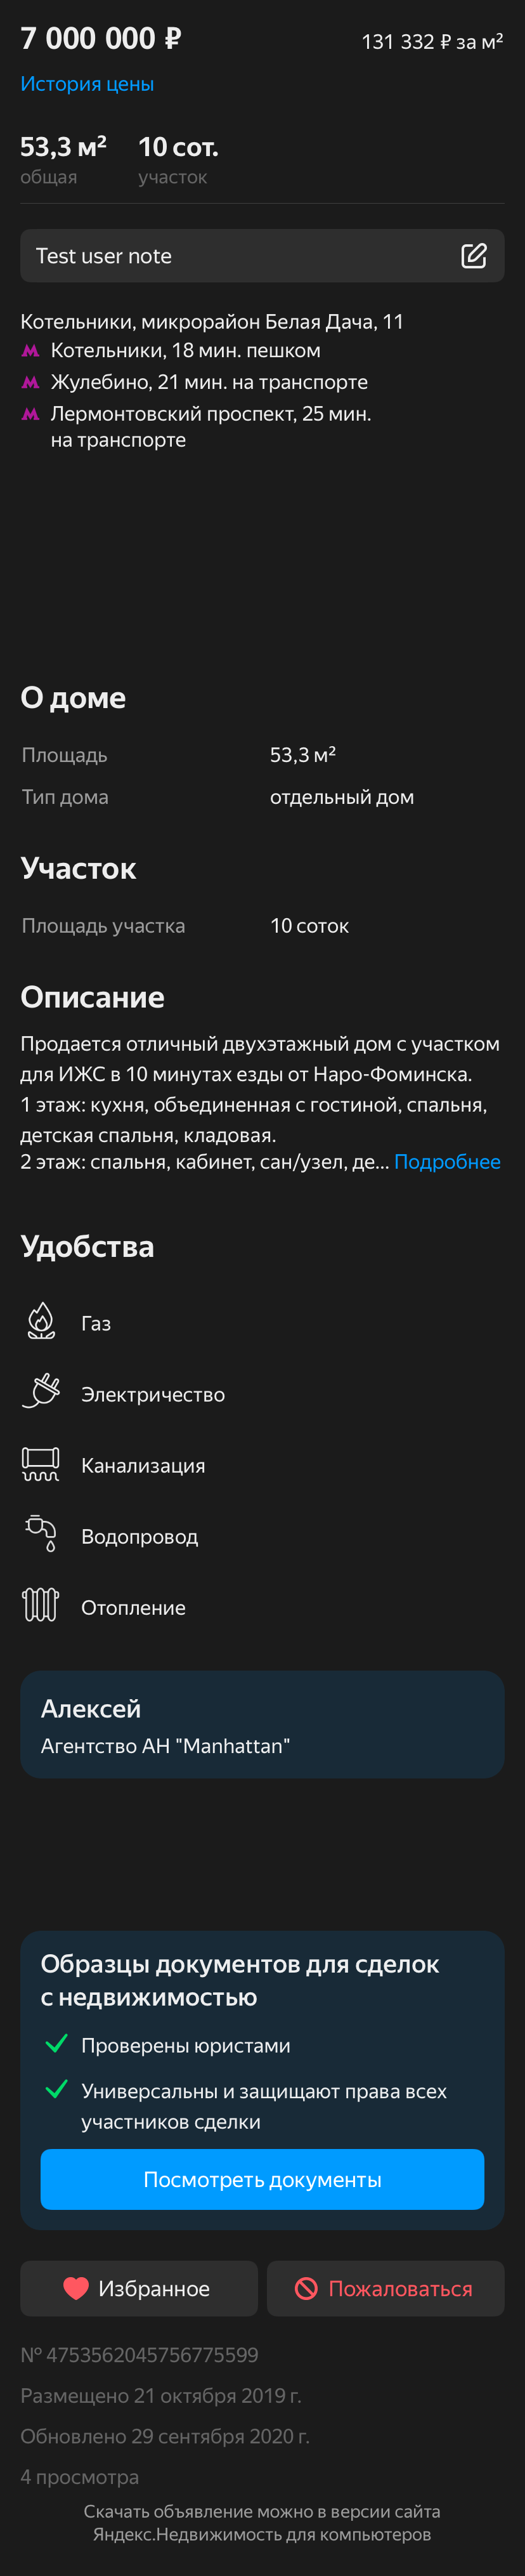 7 000 000 ₽
131 332 ₽ за м²
История цены
53,3 м²
10 сот.
общая
участок
Test user note
Котельники, микрорайон Белая Дача, 11
Котельники, 18 мин. пешком
Жулебино, 21 мин. на транспорте
Лермонтовский проспект, 25 мин.
на транспорте
О доме
Площадь
53,3 м²
Тип дома
отдельный дом
Участок
Площадь участка
10 соток
Описание
Продается отличный двухэтажный дом с участком
для ИЖС в 10 минутах езды от Наро-Фоминска.
1 этаж: кухня, объединенная с гостиной, спальня,
детская спальня, кладовая.
2 этаж: спальня, кабинет, сан/узел, де... Подробнее
Удобства
Газ
Электричество
Канализация
Водопровод
Отопление
Алексей
Агентство АН "Manhattan"
Образцы документов для сделок
с недвижимостью
Проверены юристами
Универсальны и защищают права всех
участников сделки
Посмотреть документы
Избранное
Пожаловаться
№ 4753562045756775599
Размещено 21 октября 2019 г.
Обновлено 29 сентября 2020 г.
4 просмотра
Скачать объявление можно в версии сайта
Яндекс.Недвижимость для компьютеров